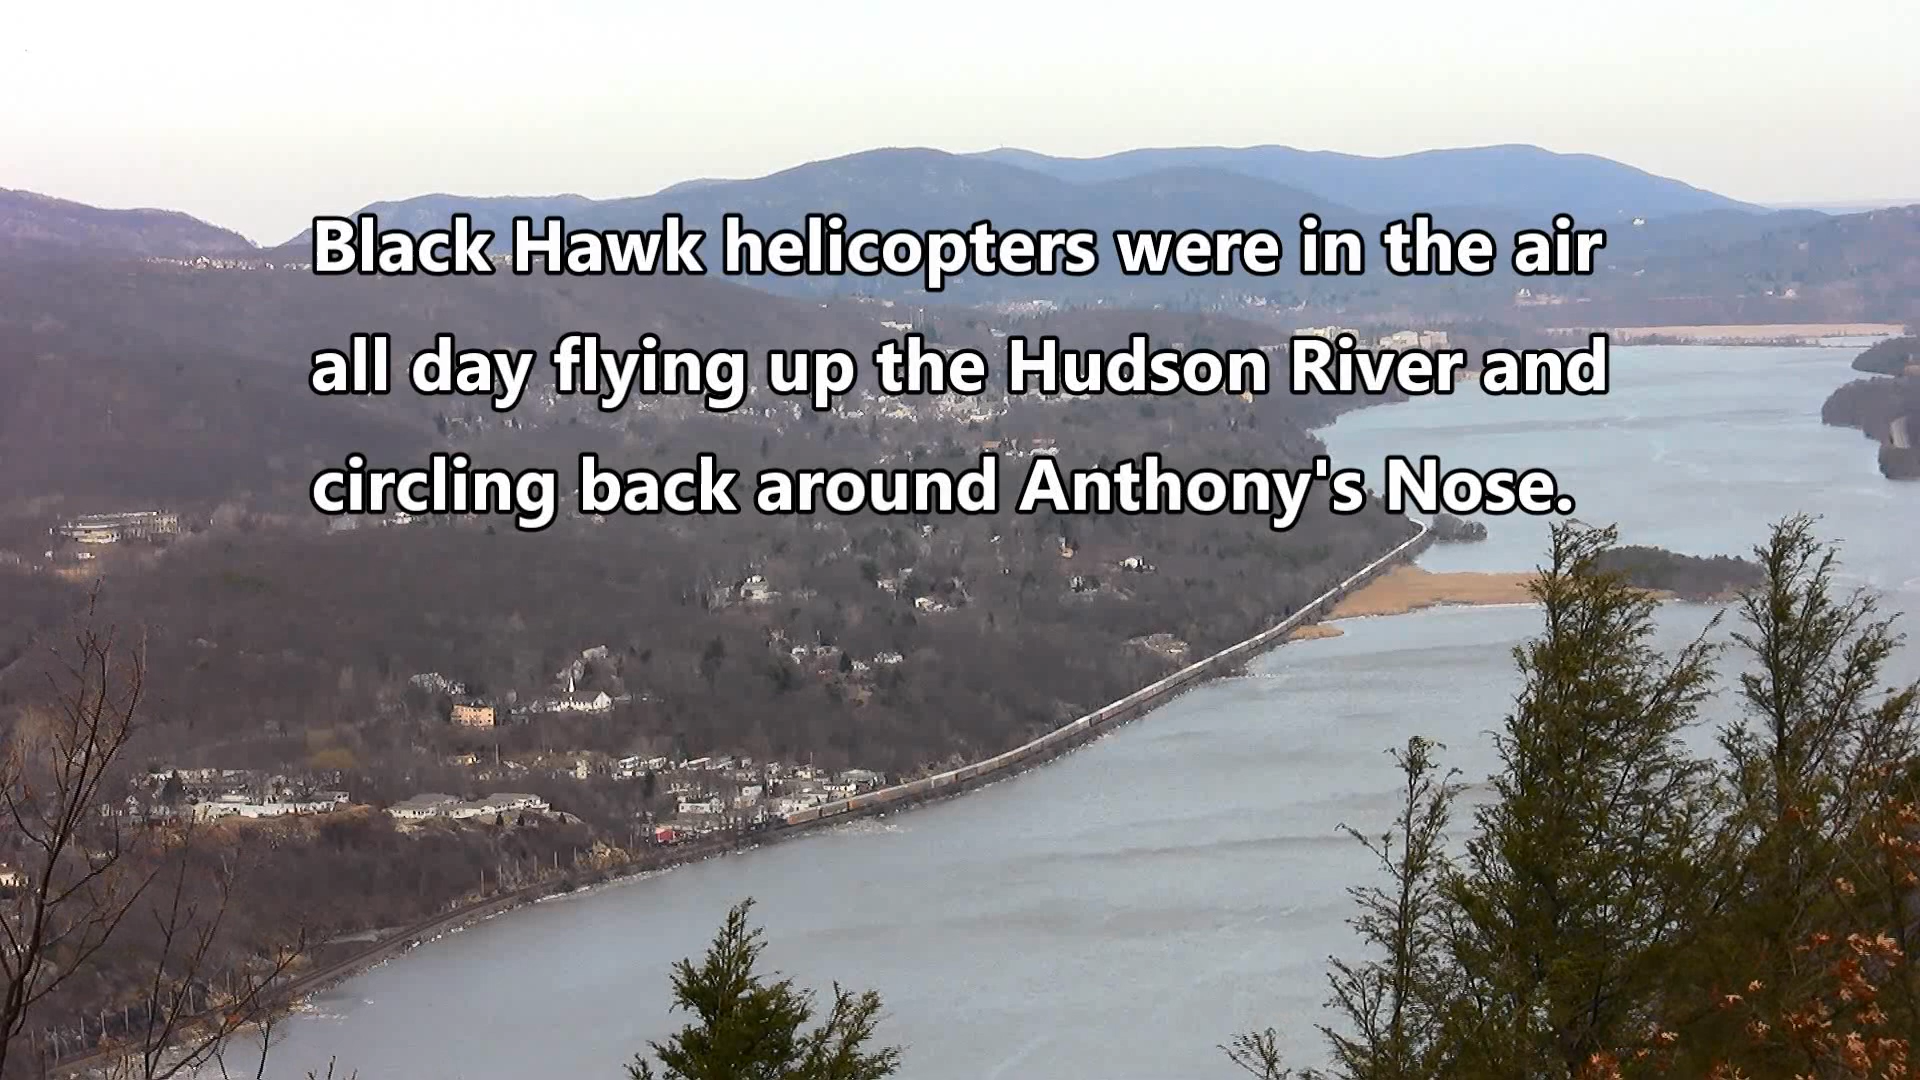 Black Hawk helicopters were in the air
all day flying up the Hudson River and
circling back around Anthony's Nose.